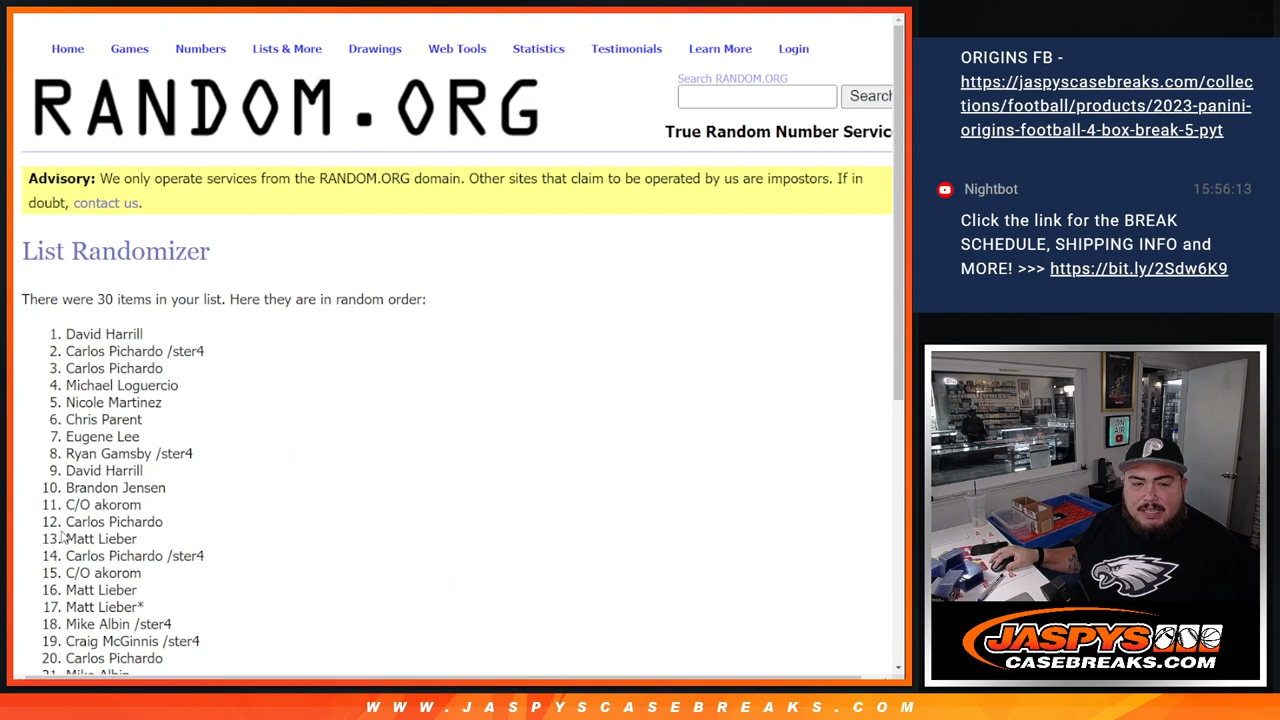 Home Games Numbers Lists & More Drawings Web Tools Statistics Testimonials Learn More Login
RANDOM.ORG
Search RANDOM.ORG
Search
True Random Number Servic
Advisory: We only operate services from the RANDOM.ORG domain. Other sites that claim to be operated by us are impostors. If in
doubt, contact us.
List Randomizer
There were 30 items in your list. Here they are in random order:
1. David Harrill
2. Carlos Pichardo /ster4
3. Carlos Pichardo
4. Michael Loguercio
5. Nicole Martinez
6. Chris Parent
7. Eugene Lee
8. Ryan Gamsby /ster4
9. David Harrill
10. Brandon Jensen
11. C/O akorom
12. Carlos Pichardo
13. Matt Lieber
14. Carlos Pichardo /ster4
15. C/O akorom
16. Matt Lieber
17. Matt Lieber*
18. Mike Albin /ster4
19. Craig McGinnis /ster4
20. Carlos Pichardo
21. Mike Albin
ORIGINS FB -
https://jaspyscasebreaks.com/collec
tions/football/products/2023-panini-
origins-football-4-box-break-5-pyt
Nightbot 15:56:13
Click the link for the BREAK
SCHEDULE, SHIPPING INFO and
MORE! >>> https://bit.ly/2Sdw6K9
ON
AIR
P
JASPYS
CASEBREAKS.COM
WWW.JASPYSCASEBREAKS.COM